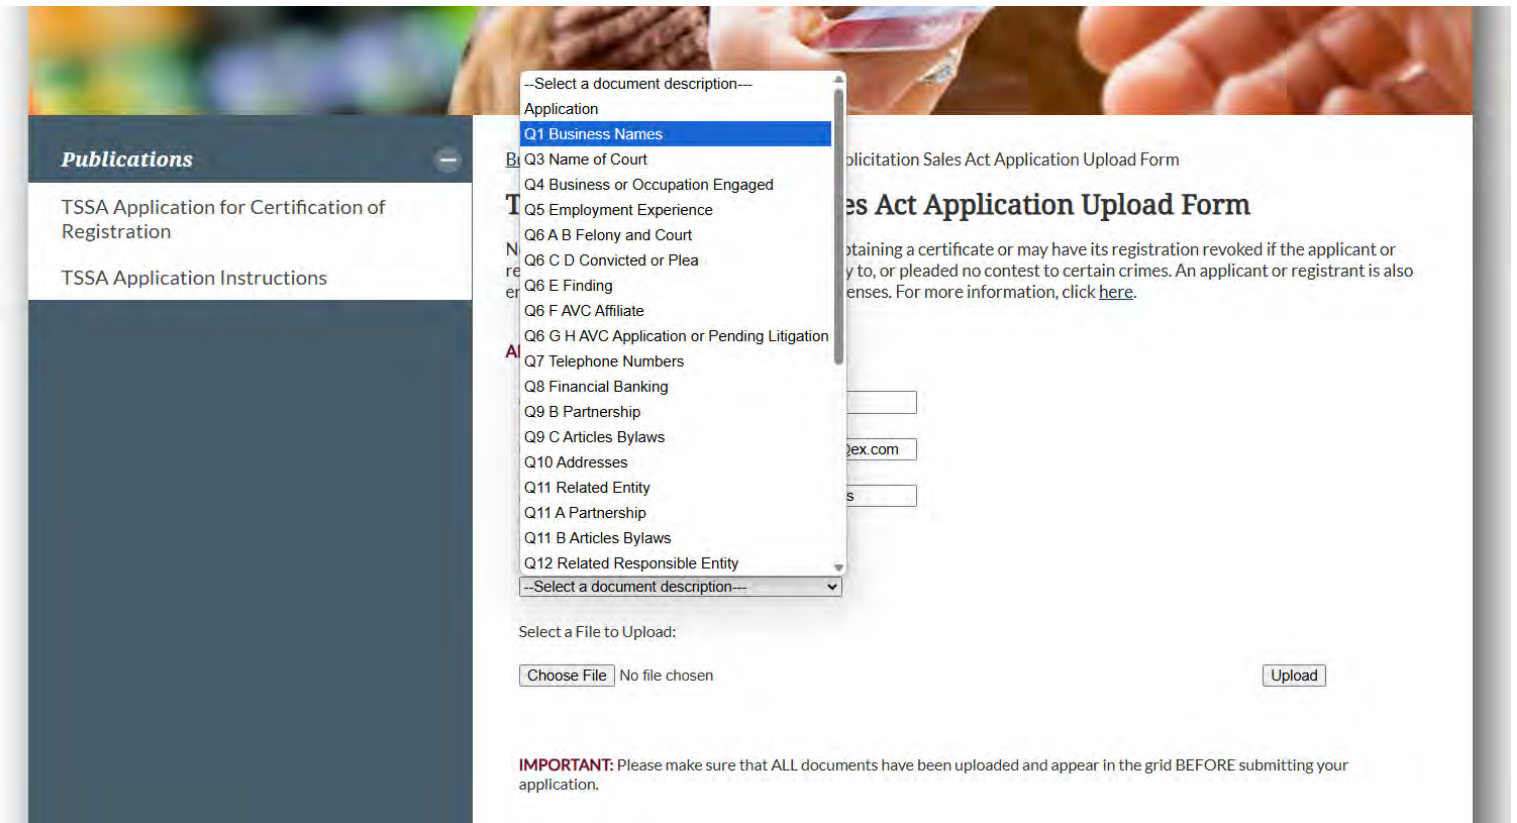 Publications
TSSA Application for Certification of
Registration
TSSA Application Instructions
--Select a document description---
Application
Q1 Business Names
Q3 Name of Court
Q4 Business or Occupation Engaged
Q5 Employment Experience
Q6 A B Felony and Court
Q6 C D Convicted or Plea
Q6 E Finding
Q6 F AVC Affiliate
Q6 G H AVC Application or Pending Litigation
Q7 Telephone Numbers
Q8 Financial Banking
Q9 B Partnership
Q9 C Articles Bylaws
Q10 Addresses
Q11 Related Entity
Q11 A Partnership
Q11 B Articles Bylaws
Q12 Related Responsible Entity
--Select a document description---
Sales Act Application Upload Form
Act Application Upload Form
a certificate or may have its registration revoked if the applicant or
to, or pleaded no contest to certain crimes. An applicant or registrant is also
For more information, click here.
ex.com
Select a File to Upload:
Choose File No file chosen
Upload
IMPORTANT: Please make sure that ALL documents have been uploaded and appear in the grid BEFORE submitting your
application.